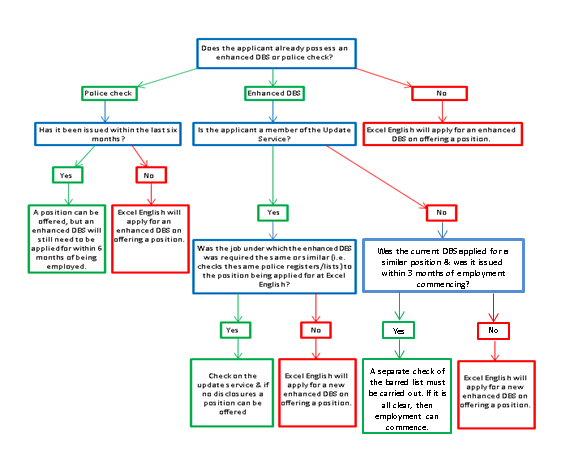 Does the applicant already possess an
enhanced DBS or police check?
Police check
Enhanced DBS
No
Has it been issued within the last six
months?
Is the applicant a member of the Update
Service?
Excel English will apply for an enhanced
DBS on offering a position.
Yes
No
Yes
No
A position can be
offered, but an
enhanced DBS will
still need to be
applied for within 6
months of being
employed.
Excel English will
apply for an
enhanced DBS on
offering a position.
Was the job under which the enhanced DBS
was required the same or similar (i.e.
checks the same police registers/lists) to
the position being applied for at Excel
English?
Was the current DBS applied for a
similar position & was it issued
within 3 months of employment
commencing?
Yes
No
Yes
No
Check on the
update service & if
no disclosures a
position can be
offered
Excel English will
apply for a new
enhanced DBS on
offering a position.
A separate check of
the barred list must
be carried out. If it is
all clear, then
employment can
commence.
Excel English will
apply for a new
enhanced DBS on
offering a position.